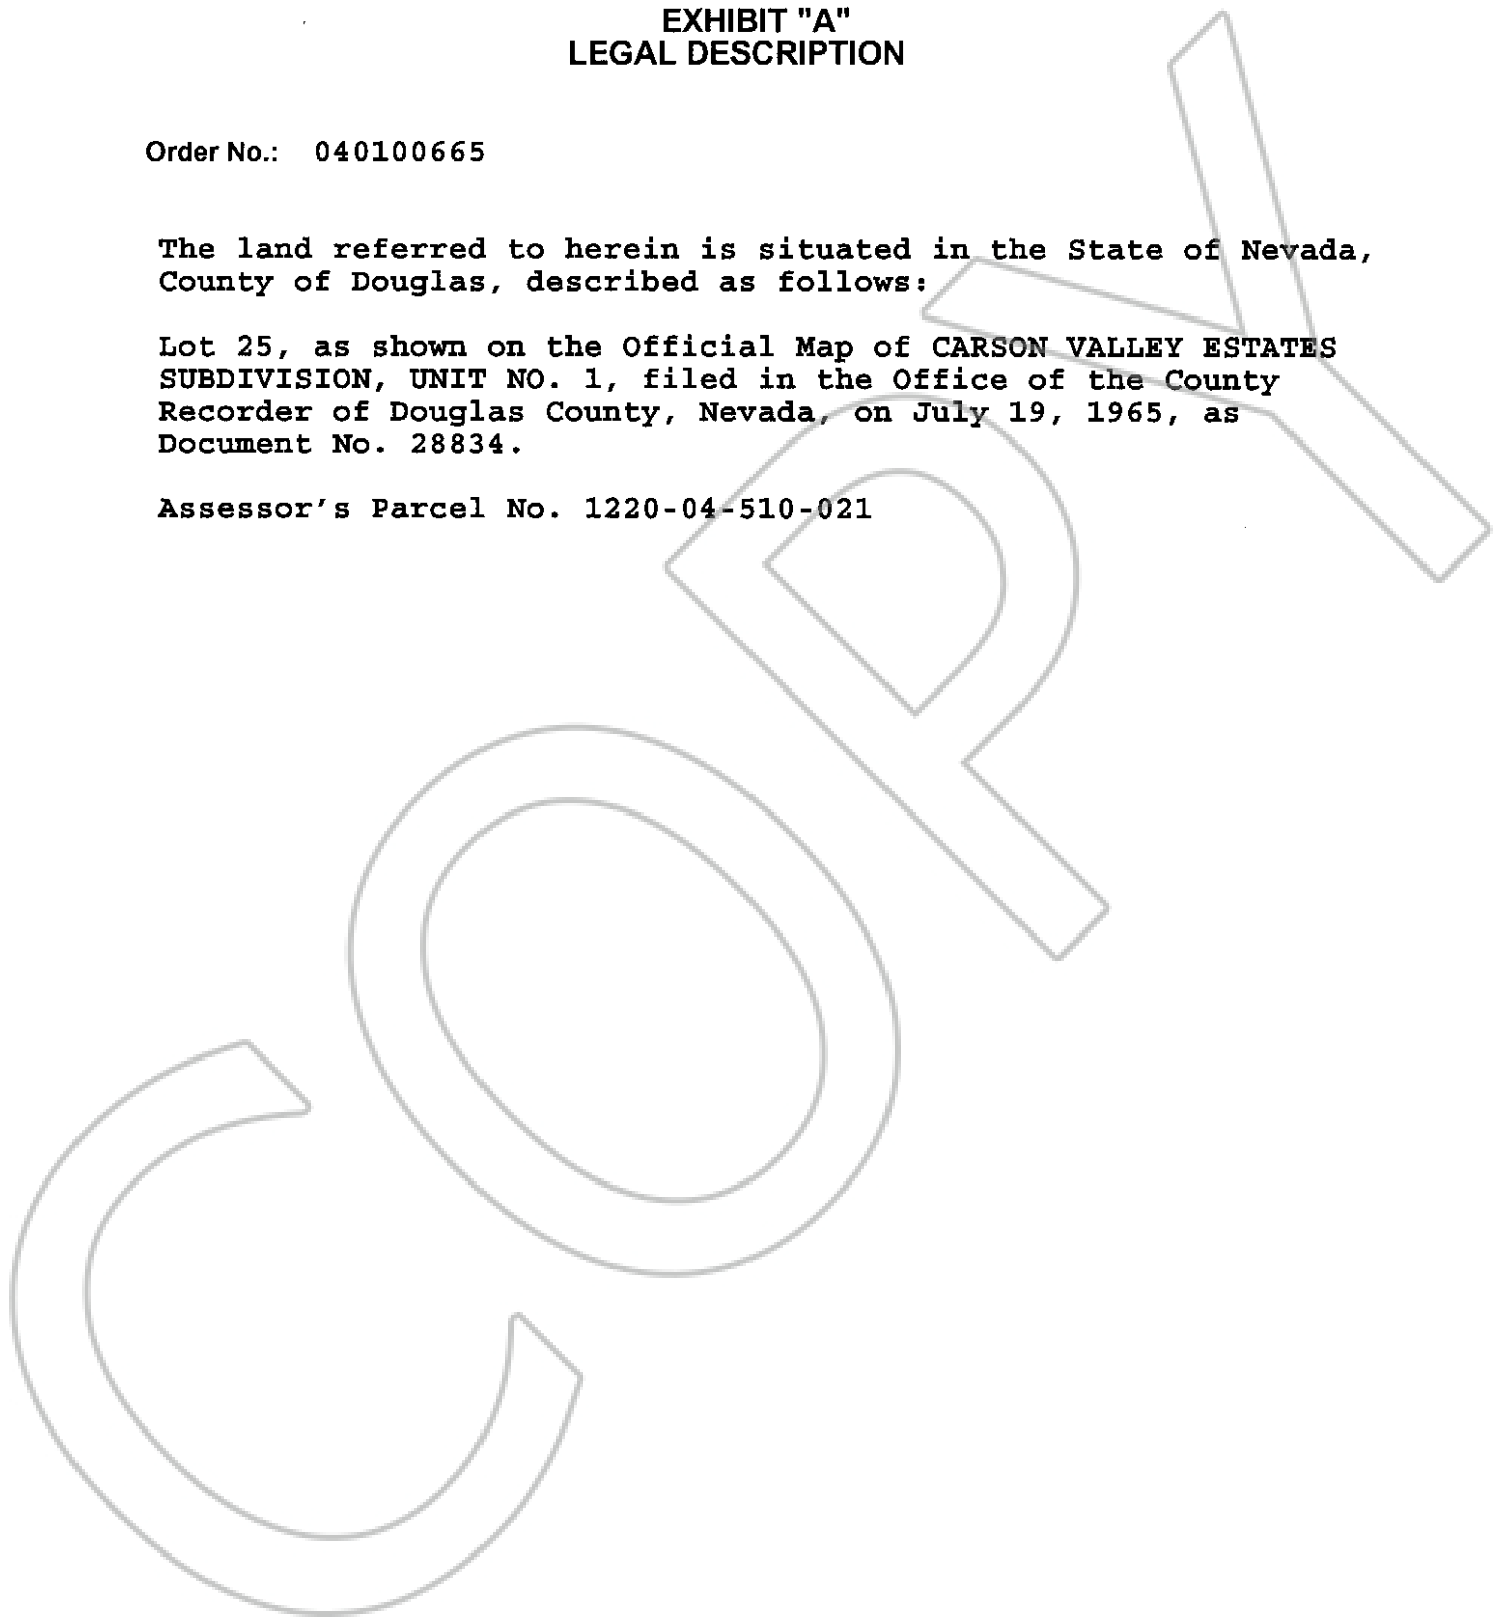 EXHIBIT "A"
LEGAL DESCRIPTION
Order No.: 040100665
The land referred to herein is situated in the State of Nevada,
County of Douglas, described as follows:
Lot 25, as shown on the Official Map of CARSON VALLEY ESTATES
SUBDIVISION, UNIT NO. 1, filed in the Office of the County
Recorder of Douglas County, Nevada, on July 19, 1965, as
Document No. 28834.
Assessor's Parcel No. 1220-04-510-021
COPY